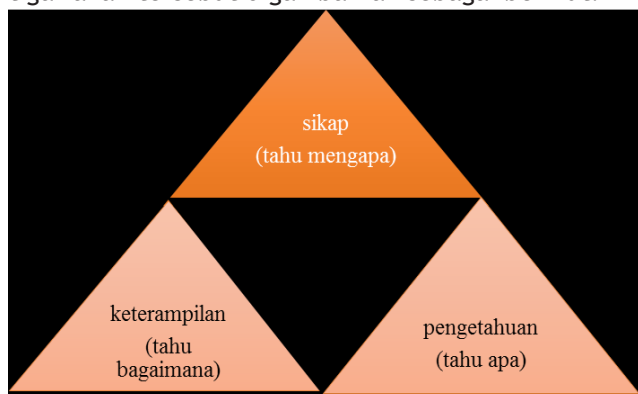 sikap
(tahu mengapa)
keterampilan
(tahu
bagaimana)
pengetahuan
(tahu apa)